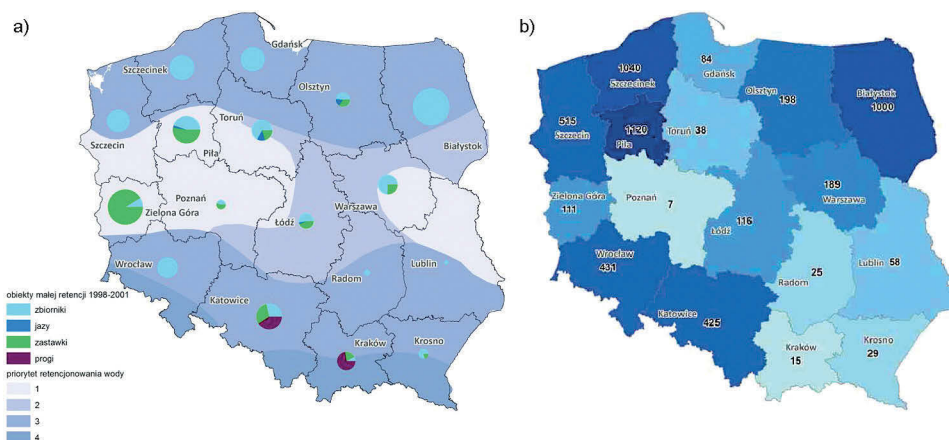 a)
Gdańsk
Szczecinek
Olsztyn
Toruń
Szczecin
Piła
Białystok
Poznań
Zielona Góra
Warszawa
Łódź
Wrocław
Lublin
Radom
Katowice
Kraków
Krosno
obiekty małej retencji 1998-2001
zbiorniki
jazy
zastawki
progi
priorytet retencjonowania wody
1
2
3
4
b)
1040
Szczecinek
84
Gdańsk
Olsztyn
198
Białystok
1000
515
Szczecin
1120
Piła
Toruń 38
Zielona Góra
111
Poznań
7
189
Warszawa
116
Łódź
Wrocław
431
25
Radom
Lublin 58
Katowice 425
Kraków
15
Krosno
29